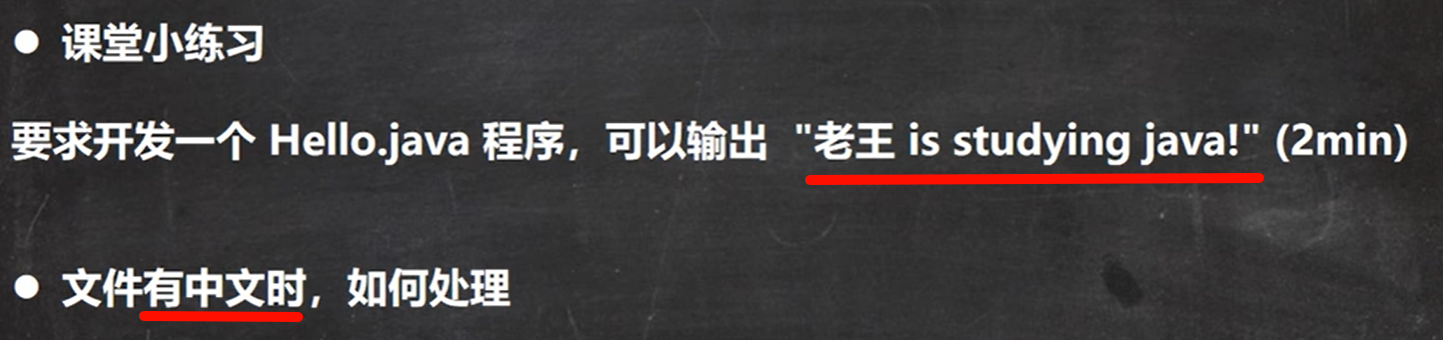 ● 课堂小练习
要求开发一个 Hello.java 程序，可以输出 "老王 is studying java!" (2min)
● 文件有中文时，如何处理